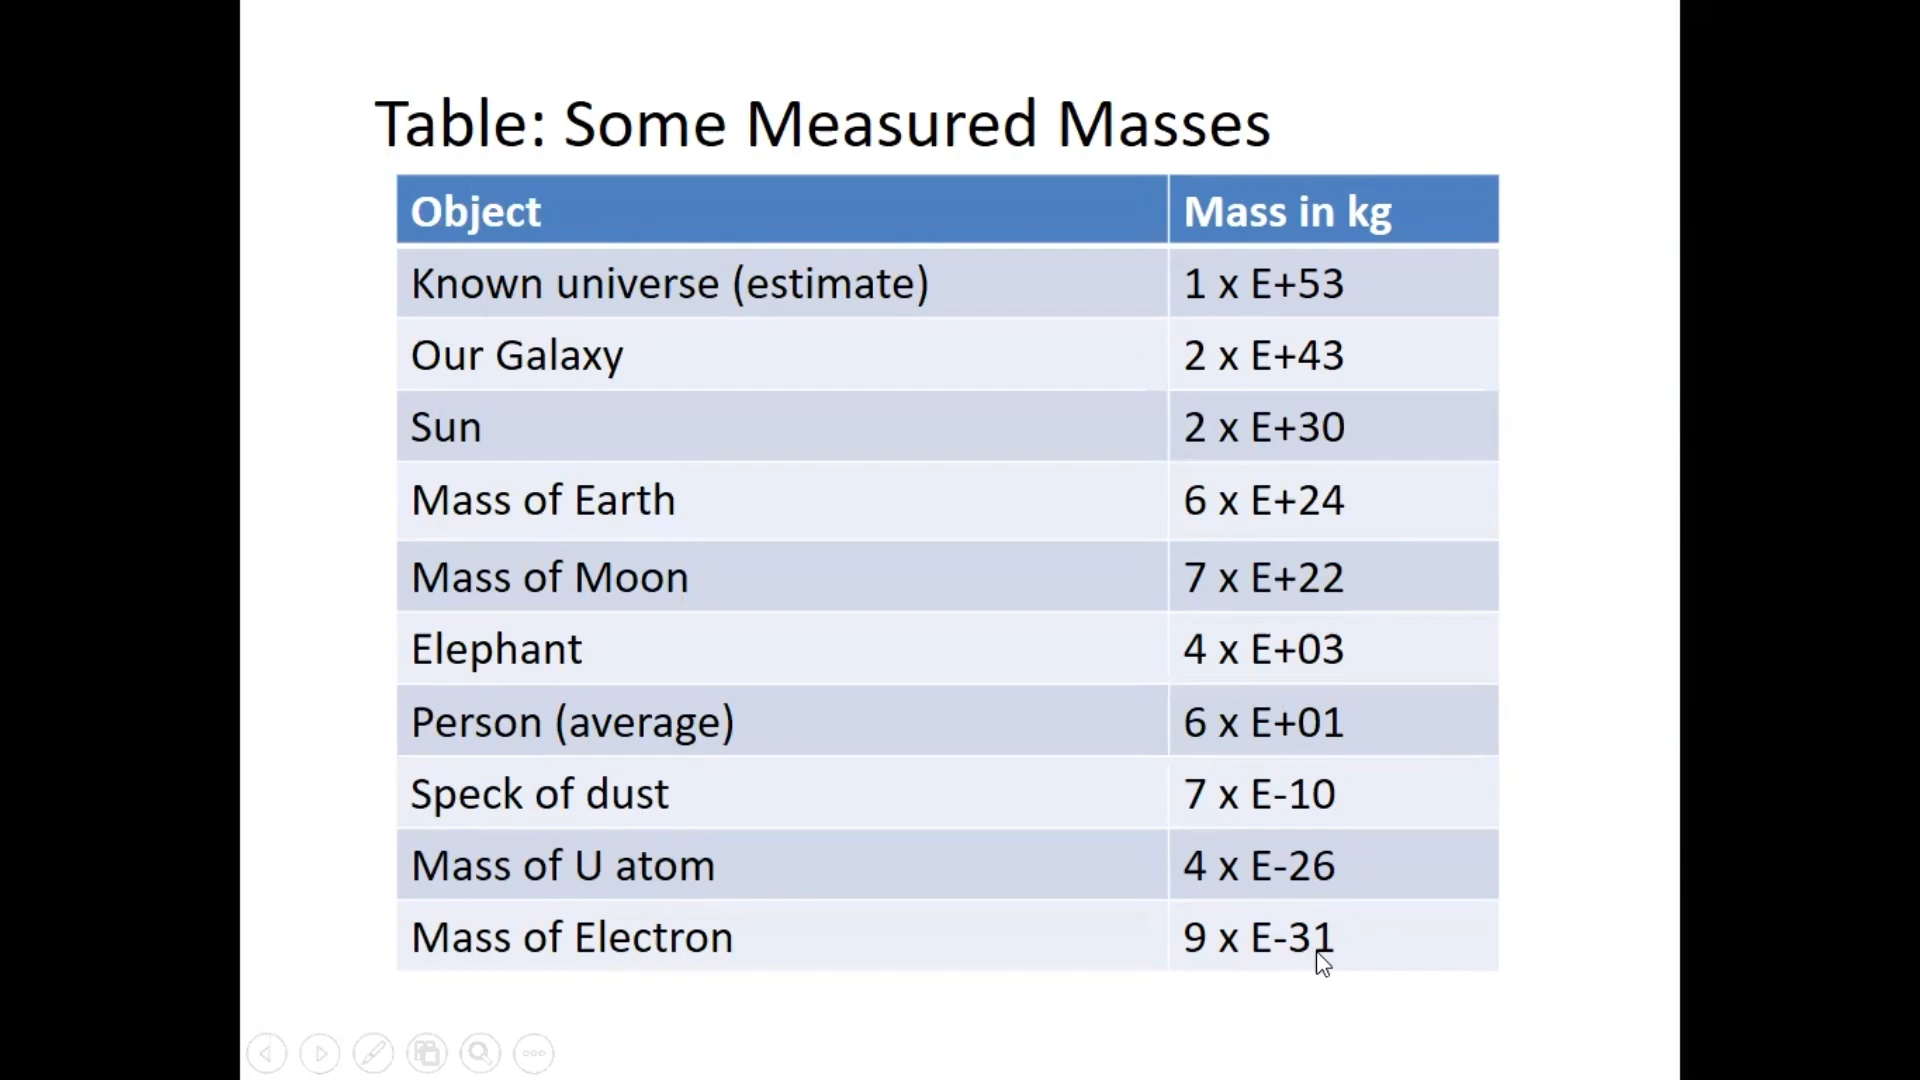 Table: Some Measured Masses
Object Mass in kg
Known universe (estimate) 1 x E+53
Our Galaxy 2 x E+43
Sun 2 x E+30
Mass of Earth 6 x E+24
Mass of Moon 7 x E+22
Elephant 4 x E+03
Person (average) 6 x E+01
Speck of dust 7 x E-10
Mass of U atom 4 x E-26
Mass of Electron 9 x E-31